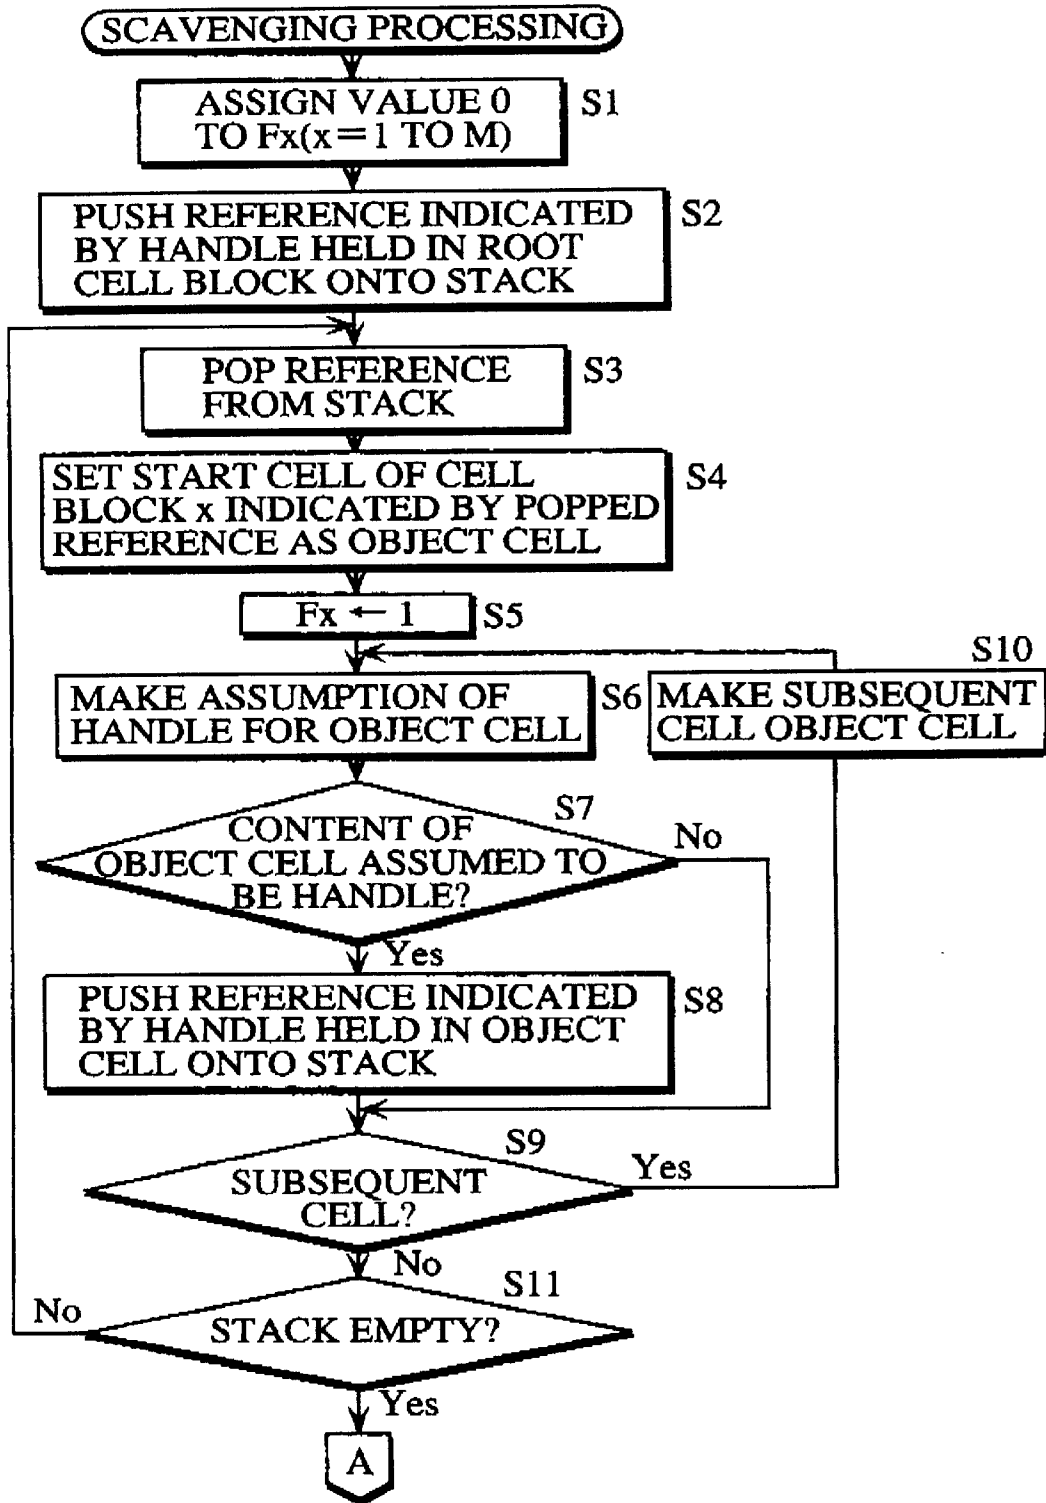 SCAVENGING PROCESSING
ASSIGN VALUE 0
TO Fx(x=1 TO M)
S1
PUSH REFERENCE INDICATED
BY HANDLE HELD IN ROOT
CELL BLOCK ONTO STACK
S2
POP REFERENCE
FROM STACK
S3
SET START CELL OF CELL
BLOCK x INDICATED BY POPPED
REFERENCE AS OBJECT CELL
S4
Fx ← 1
S5
MAKE ASSUMPTION OF
HANDLE FOR OBJECT CELL
S6
S10
MAKE SUBSEQUENT
CELL OBJECT CELL
S7
CONTENT OF
OBJECT CELL ASSUMED TO
BE HANDLE?
No
Yes
PUSH REFERENCE INDICATED
BY HANDLE HELD IN OBJECT
CELL ONTO STACK
S8
S9
SUBSEQUENT
CELL?
Yes
No
S11
STACK EMPTY?
No
Yes
A